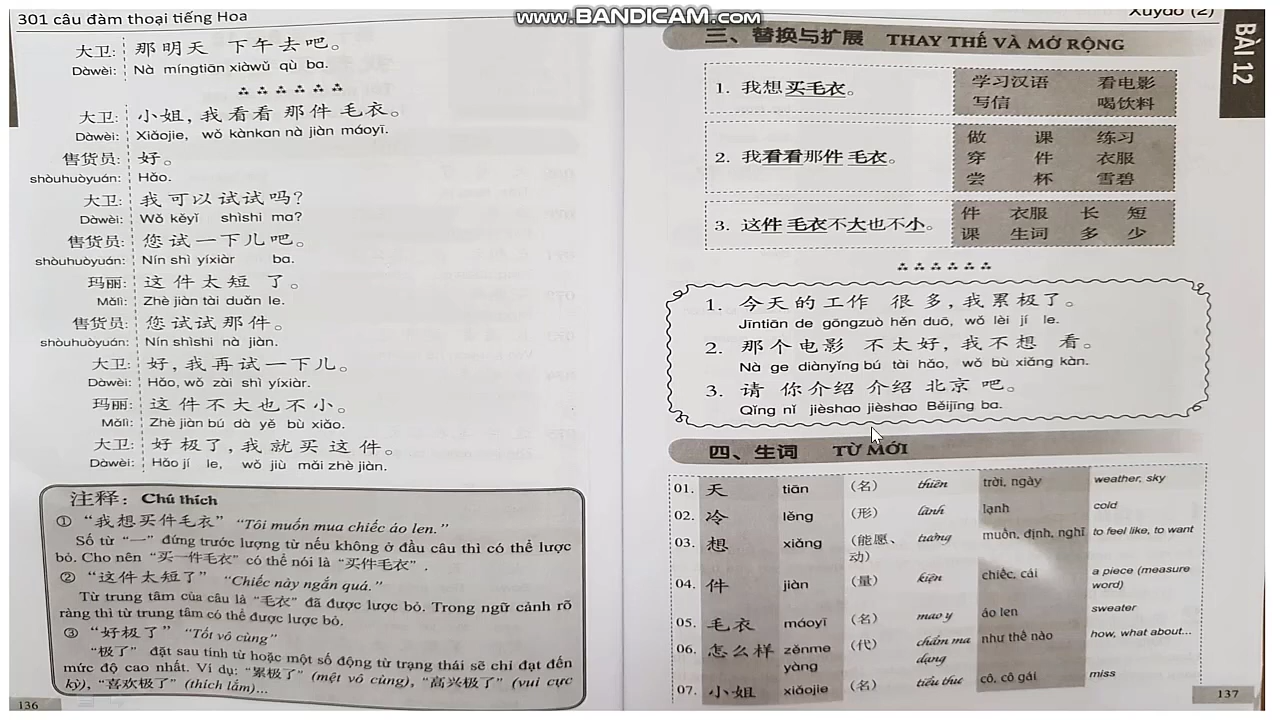 www.BANDICAM.com
301 câu đàm thoại tiếng Hoa
大卫: 那明天 下午去吧。
Dàwèi: Nà míngtiān xiàwǔ qù ba.
大卫: 小姐, 我看看 那件 毛衣。
Dàwèi: Xiǎojie, wǒ kànkan nà jiàn máoyī.
售货员: 好。
shòuhuòyuán: Hǎo.
大卫: 我可以试试吗?
Dàwèi: Wǒ kěyǐ shìshi ma?
售货员: 您试一下儿吧。
shòuhuòyuán: Nín shì yíxiàr ba.
玛丽: 这件太短 了。
Mǎlì: Zhè jiàn tài duǎn le.
售货员: 您试试那件。
shòuhuòyuán: Nín shìshi nà jiàn.
大卫: 好, 我再试一下儿。
Dàwèi: Hǎo, wǒ zài shì yíxiàr.
玛丽: 这件不大也不小。
Mǎlì: Zhè jiàn bú dà yě bù xiǎo.
大卫: 好极了, 我就买这件。
Dàwèi: Hǎo jí le, wǒ jiù mǎi zhè jiàn.
注释: Chú thích
① “我想买件毛衣” “Tôi muốn mua chiếc áo len.”
Số từ “一” đứng trước lượng từ nếu không ở đầu câu thì có thể lược
bỏ. Cho nên “买一件毛衣” có thể nói là “买件毛衣”.
② “这件太短了” “Chiếc này ngắn quá.”
Từ trung tâm của câu là “毛衣” đã được lược bỏ. Trong ngữ cảnh rõ
ràng thì từ trung tâm có thể được lược bỏ.
③ “好极了” “Tốt vô cùng”
“极了” đặt sau tính từ hoặc một số động từ trạng thái sẽ chỉ đạt đến
mức độ cao nhất. Ví dụ: “累极了” (mệt vô cùng), “高兴极了” (vui cực
kỳ), “喜欢极了” (thích lắm)...
136
Xūyào (2)
BÀI 12
三、替换与扩展 THAY THẾ VÀ MỞ RỘNG
1. 我想买毛衣。
学习汉语 看电影
写信 喝饮料
2. 我看看那件 毛衣。
做 课 练习
穿 件 衣服
尝 杯 雪碧
3. 这件 毛衣不大也不小。
件 衣服 长 短
课 生词 多 少
1. 今天的工作 很多, 我累极了。
Jīntiān de gōngzuò hěn duō, wǒ lèi jí le.
2. 那个电影 不太好, 我不想 看。
Nà ge diànyǐng bú tài hǎo, wǒ bù xiǎng kàn.
3. 请 你介绍 介绍 北京 吧。
Qǐng nǐ jièshao jièshao Běijīng ba.
四、生词 TỪ MỚI
01. 天 tiān (名) thiên trời, ngày weather, sky
02. 冷 lěng (形) lãnh lạnh cold
03. 想 xiǎng (能愿、动) tưởng muốn, định, nghĩ to feel like, to want
04. 件 jiàn (量) kiện chiếc, cái a piece (measure word)
05. 毛衣 máoyī (名) mao y áo len sweater
06. 怎么样 zěnme yàng (代) chẩm ma dạng như thế nào how, what about...
07. 小姐 xiǎojie (名) tiểu thư cô, cô gái miss
137